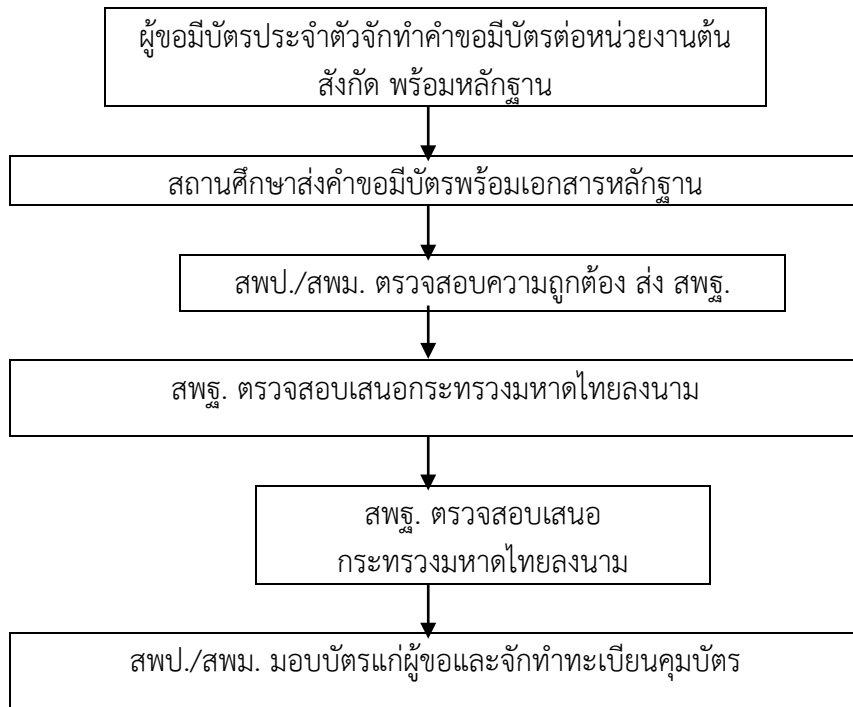 ผู้ขอมีบัตรประจำตัวจักทำคำขอมีบัตรต่อหน่วยงานต้น
สังกัด พร้อมหลักฐาน
สถานศึกษาส่งคำขอมีบัตรพร้อมเอกสารหลักฐาน
สพป./สพม. ตรวจสอบความถูกต้อง ส่ง สพฐ.
สพฐ. ตรวจสอบเสนอกระทรวงมหาดไทยลงนาม
สพฐ. ตรวจสอบเสนอ
กระทรวงมหาดไทยลงนาม
สพป./สพม. มอบบัตรแก่ผู้ขอและจักทำทะเบียนคุมบัตร